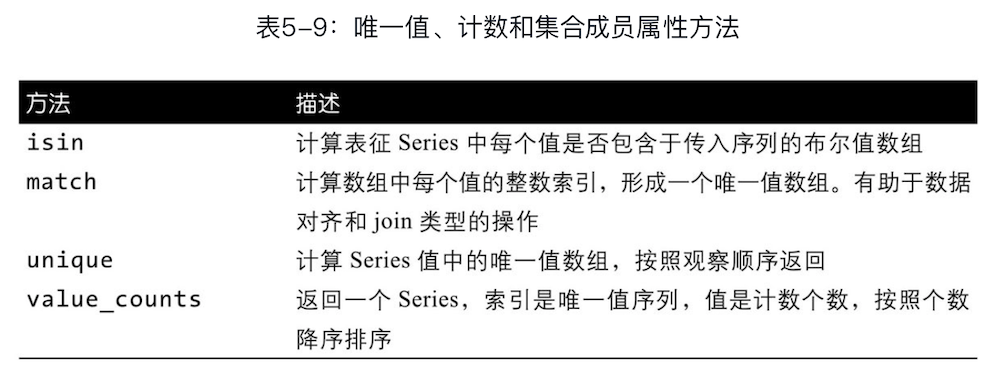 表5-9：唯一值、计数和集合成员属性方法
方法 描述
isin 计算表征 Series 中每个值是否包含于传入序列的布尔值数组
match 计算数组中每个值的整数索引，形成一个唯一值数组。有助于数据
对齐和 join 类型的操作
unique 计算 Series 值中的唯一值数组，按照观察顺序返回
value_counts 返回一个 Series，索引是唯一值序列，值是计数个数，按照个数
降序排序